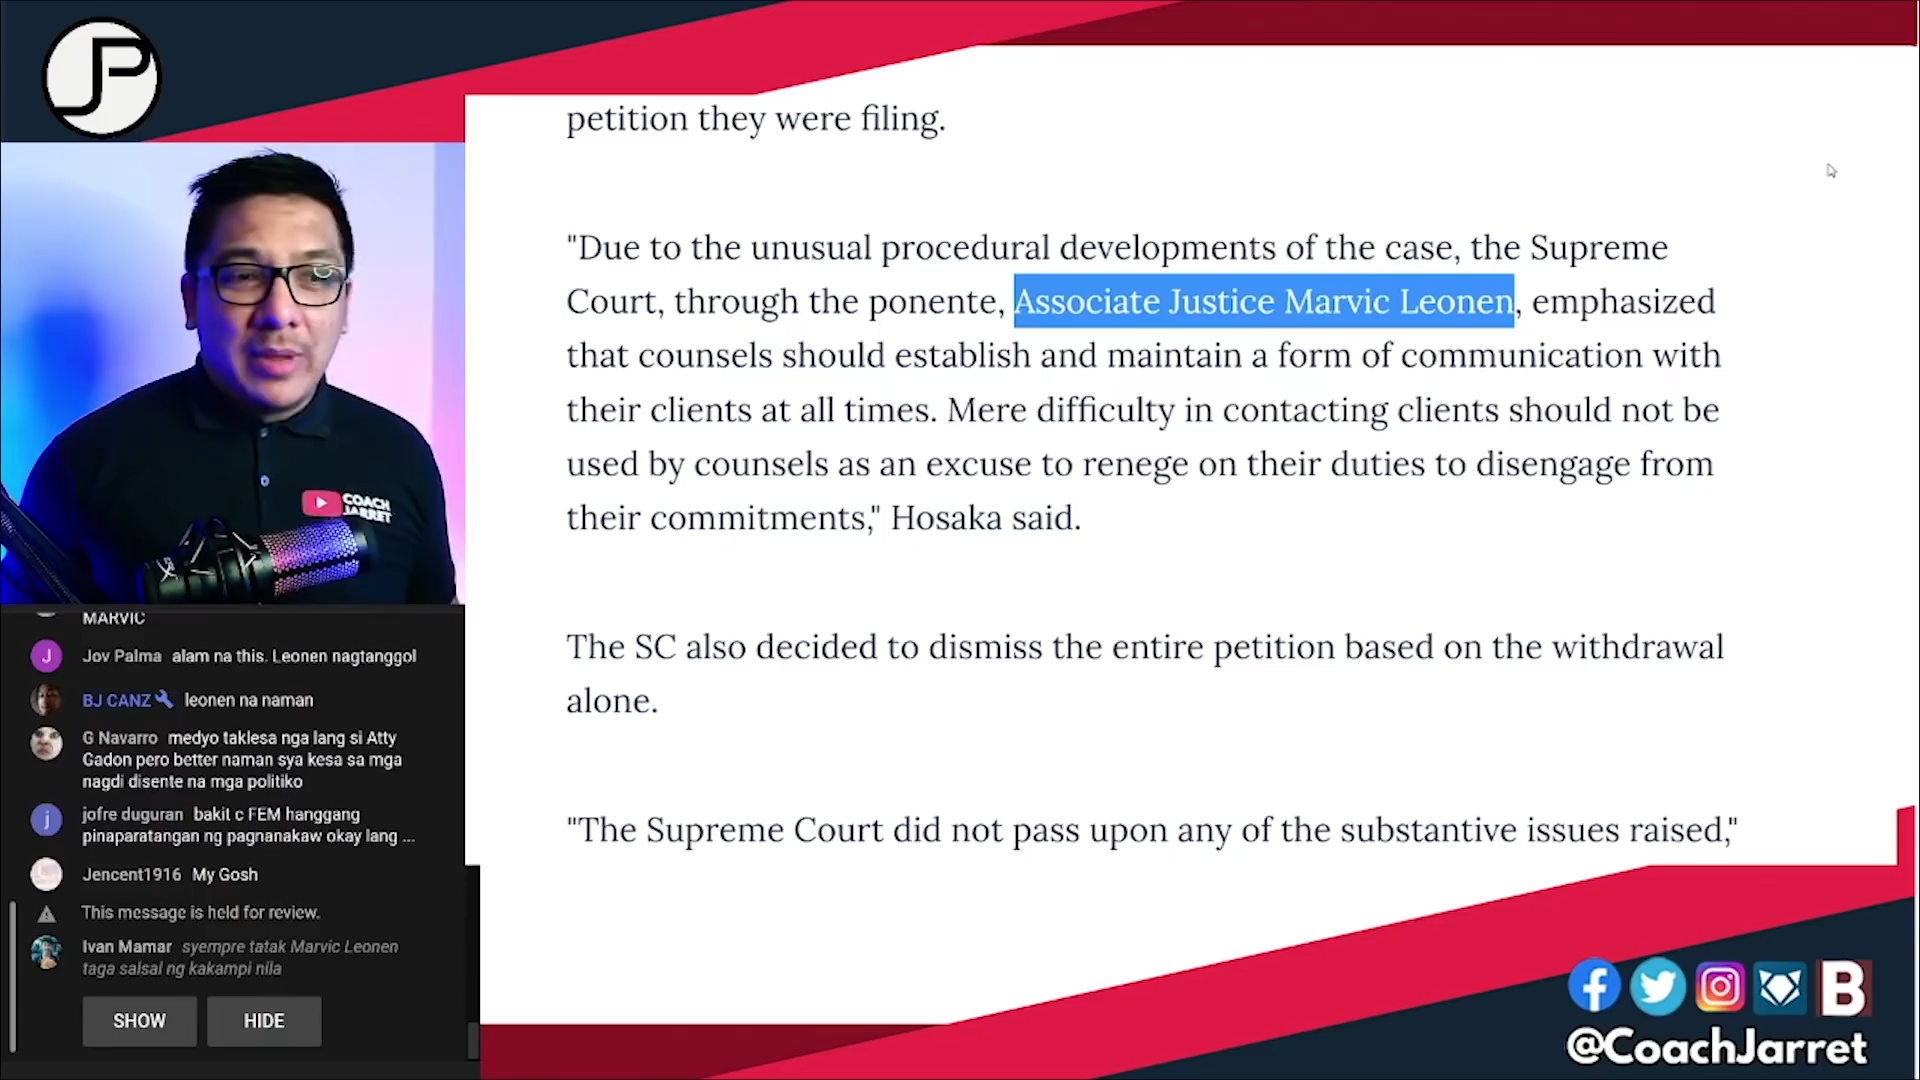 JP
petition they were filing.
"Due to the unusual procedural developments of the case, the Supreme
Court, through the ponente, Associate Justice Marvic Leonen, emphasized
that counsels should establish and maintain a form of communication with
their clients at all times. Mere difficulty in contacting clients should not be
used by counsels as an excuse to renege on their duties to disengage from
their commitments," Hosaka said.
The SC also decided to dismiss the entire petition based on the withdrawal
alone.
"The Supreme Court did not pass upon any of the substantive issues raised,"
COACH
JARRET
MARVIC
J
Jov Palma alam na this. Leonen nagtanggol
BJ CANZ leonen na naman
G Navarro medyo taklesa nga lang si Atty
Gadon pero better naman sya kesa sa mga
nagdi disente na mga politiko
j
jofre duguran bakit c FEM hanggang
pinaparatangan ng pagnanakaw okay lang ...
Jencent1916 My Gosh
This message is held for review.
Ivan Mamar syempre tatak Marvic Leonen
taga salsal ng kakampi nila
SHOW HIDE
B
@CoachJarret